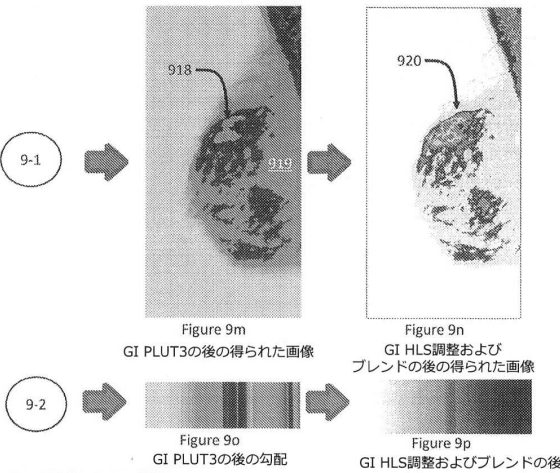 918
920
9-1
919
Figure 9m
GI PLUT3の後の得られた画像
Figure 9n
GI HLS調整および
ブレンドの後の得られた画像
9-2
Figure 9o
GI PLUT3の後の勾配
Figure 9p
GI HLS調整およびブレンドの後